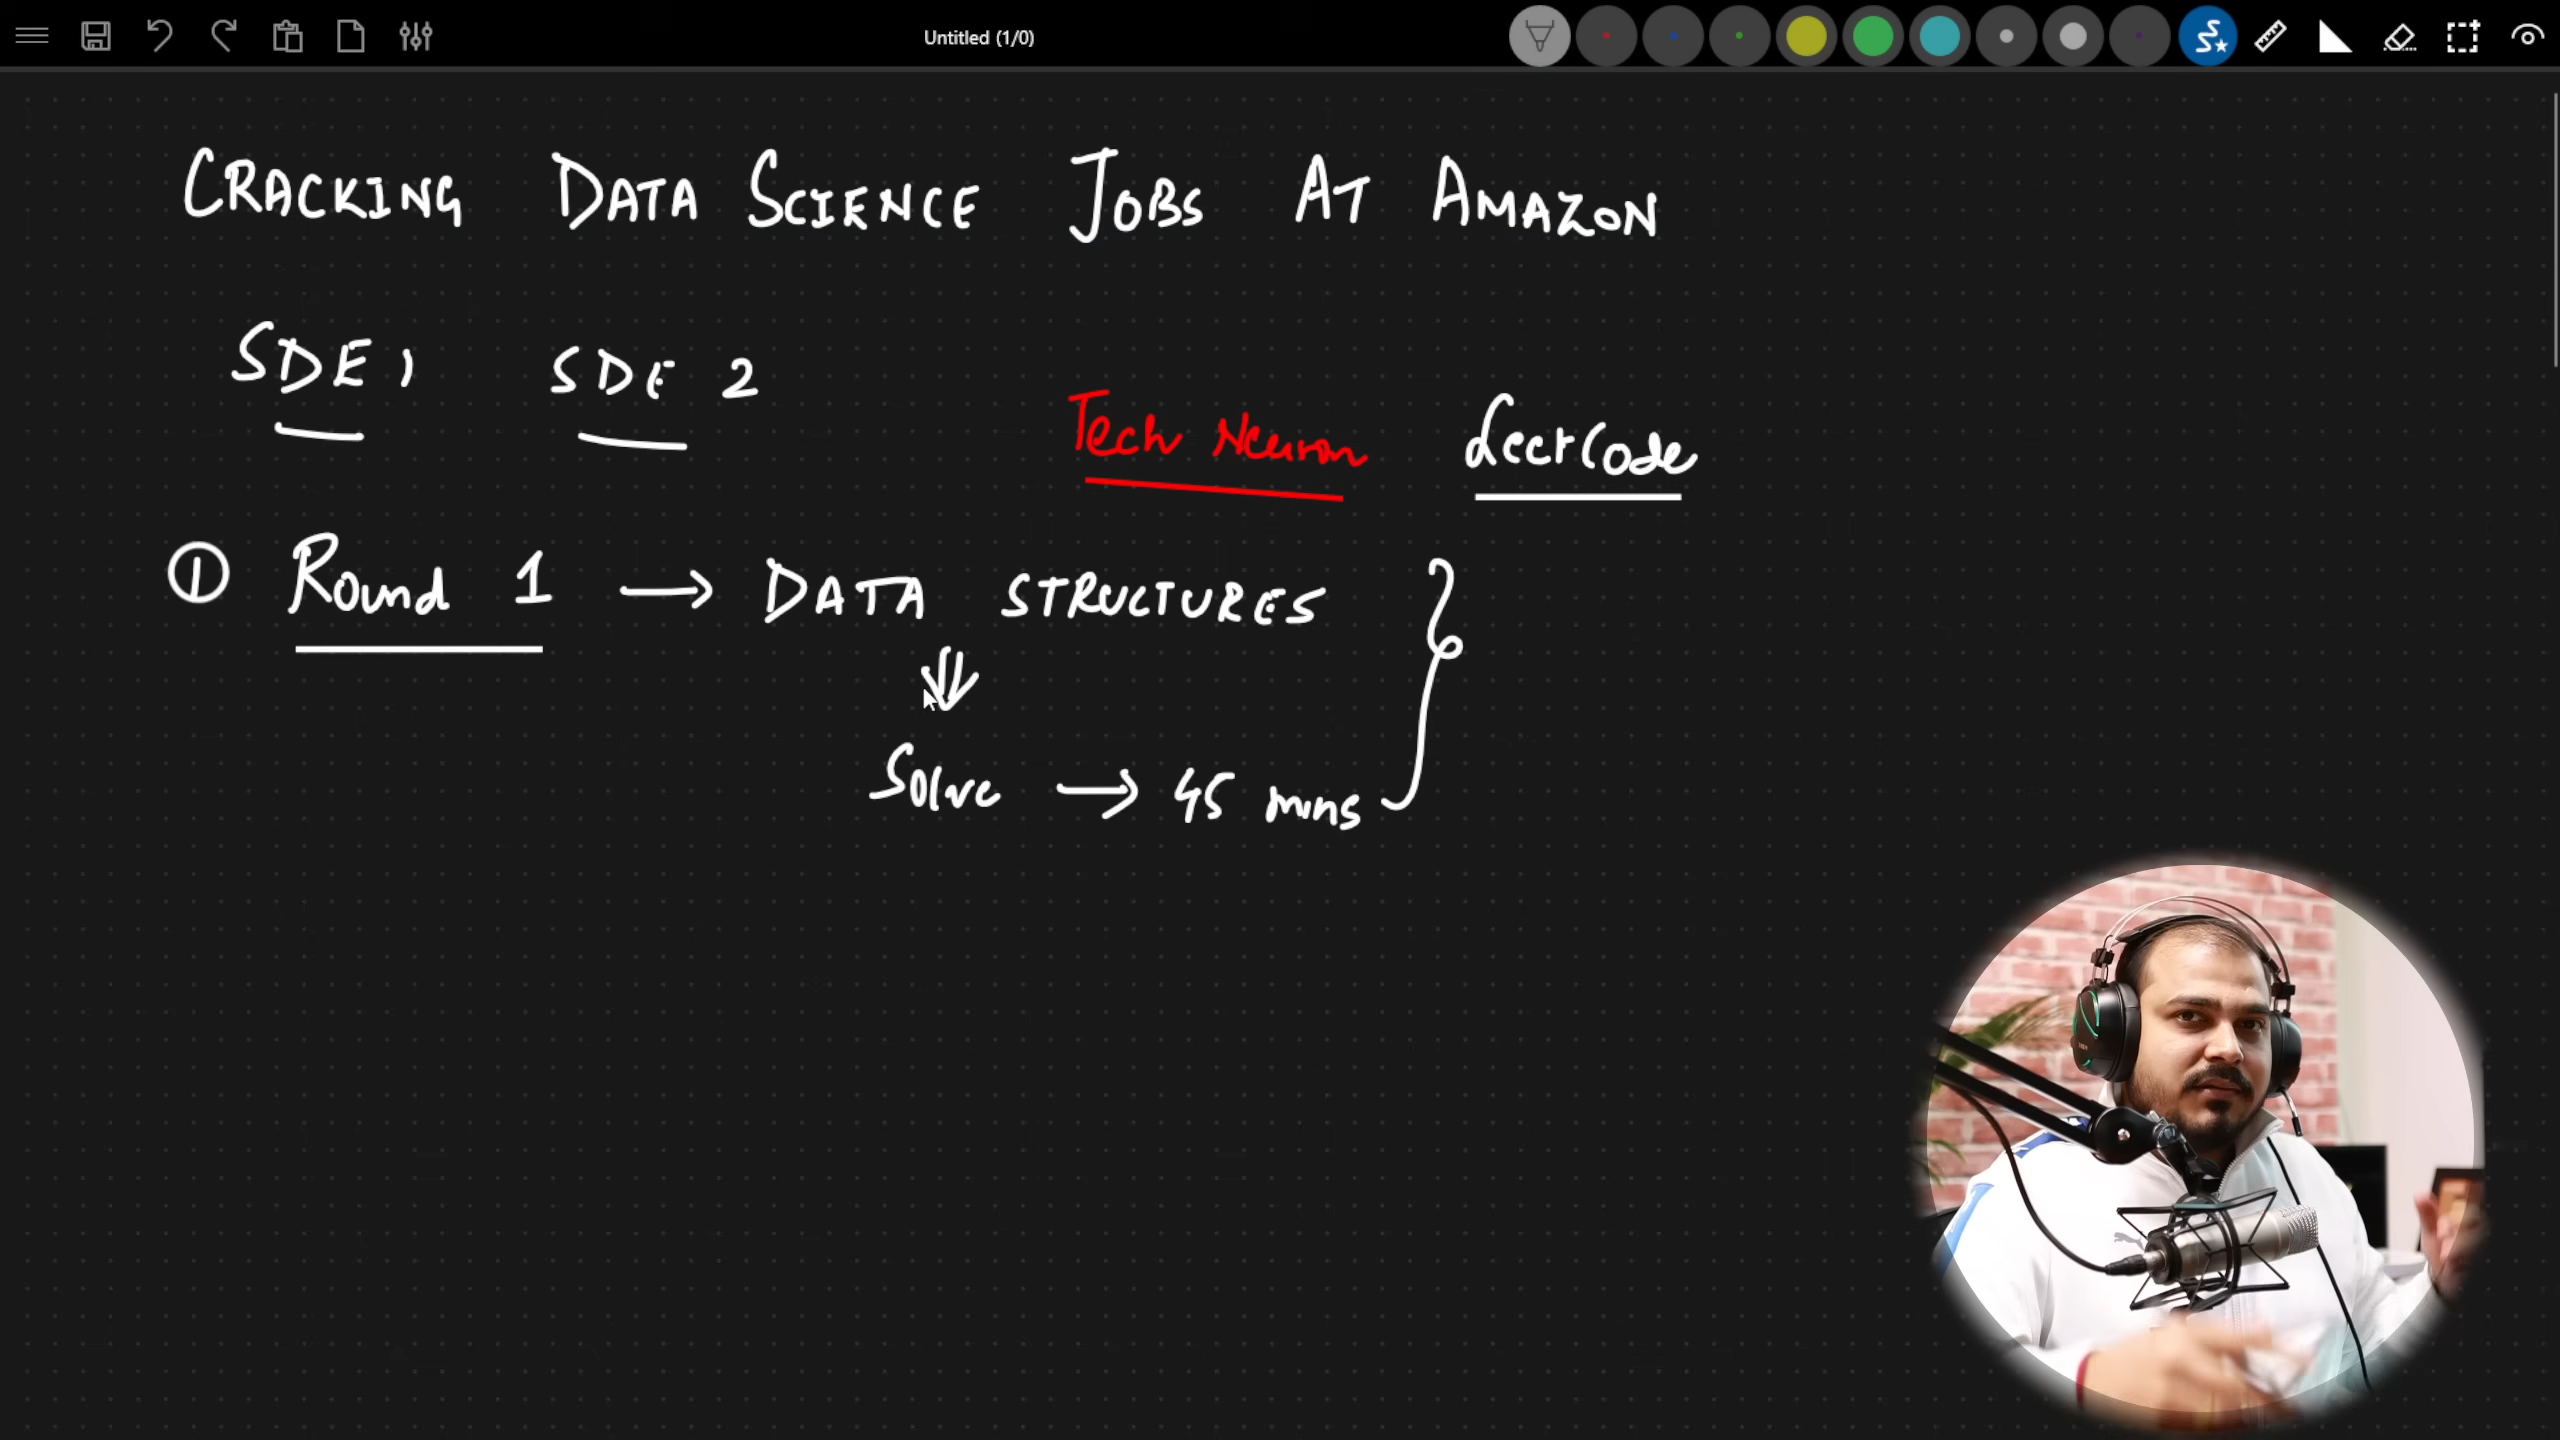 Untitled (1/0)
CRACKING DATA SCIENCE JOBS AT AMAZON
SDE 1 SDE 2
Tech Neuron LeetCode
① Round 1 → DATA STRUCTURES
⇓
Solve → 45 mins